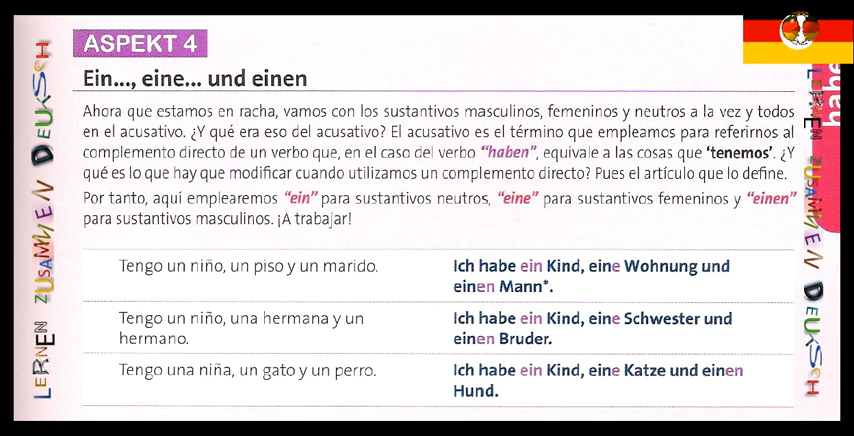 ASPEKT 4
Ein..., eine... und einen
Ahora que estamos en racha, vamos con los sustantivos masculinos, femeninos y neutros a la vez y todos
en el acusativo. ¿Y qué era eso del acusativo? El acusativo es el término que empleamos para referirnos al
complemento directo de un verbo que, en el caso del verbo "haben", equivale a las cosas que 'tenemos'. ¿Y
qué es lo que hay que modificar cuando utilizamos un complemento directo? Pues el artículo que lo define.
Por tanto, aquí emplearemos "ein" para sustantivos neutros, "eine" para sustantivos femeninos y "einen"
para sustantivos masculinos. ¡A trabajar!
Tengo un niño, un piso y un marido.
Ich habe ein Kind, eine Wohnung und
einen Mann*.
Tengo un niño, una hermana y un
hermano.
Ich habe ein Kind, eine Schwester und
einen Bruder.
Tengo una niña, un gato y un perro.
Ich habe ein Kind, eine Katze und einen
Hund.
LERNEN ZUSAMMEN DEUKSCH
LERNEN ZUSAMMEN DEUKSCH
habe